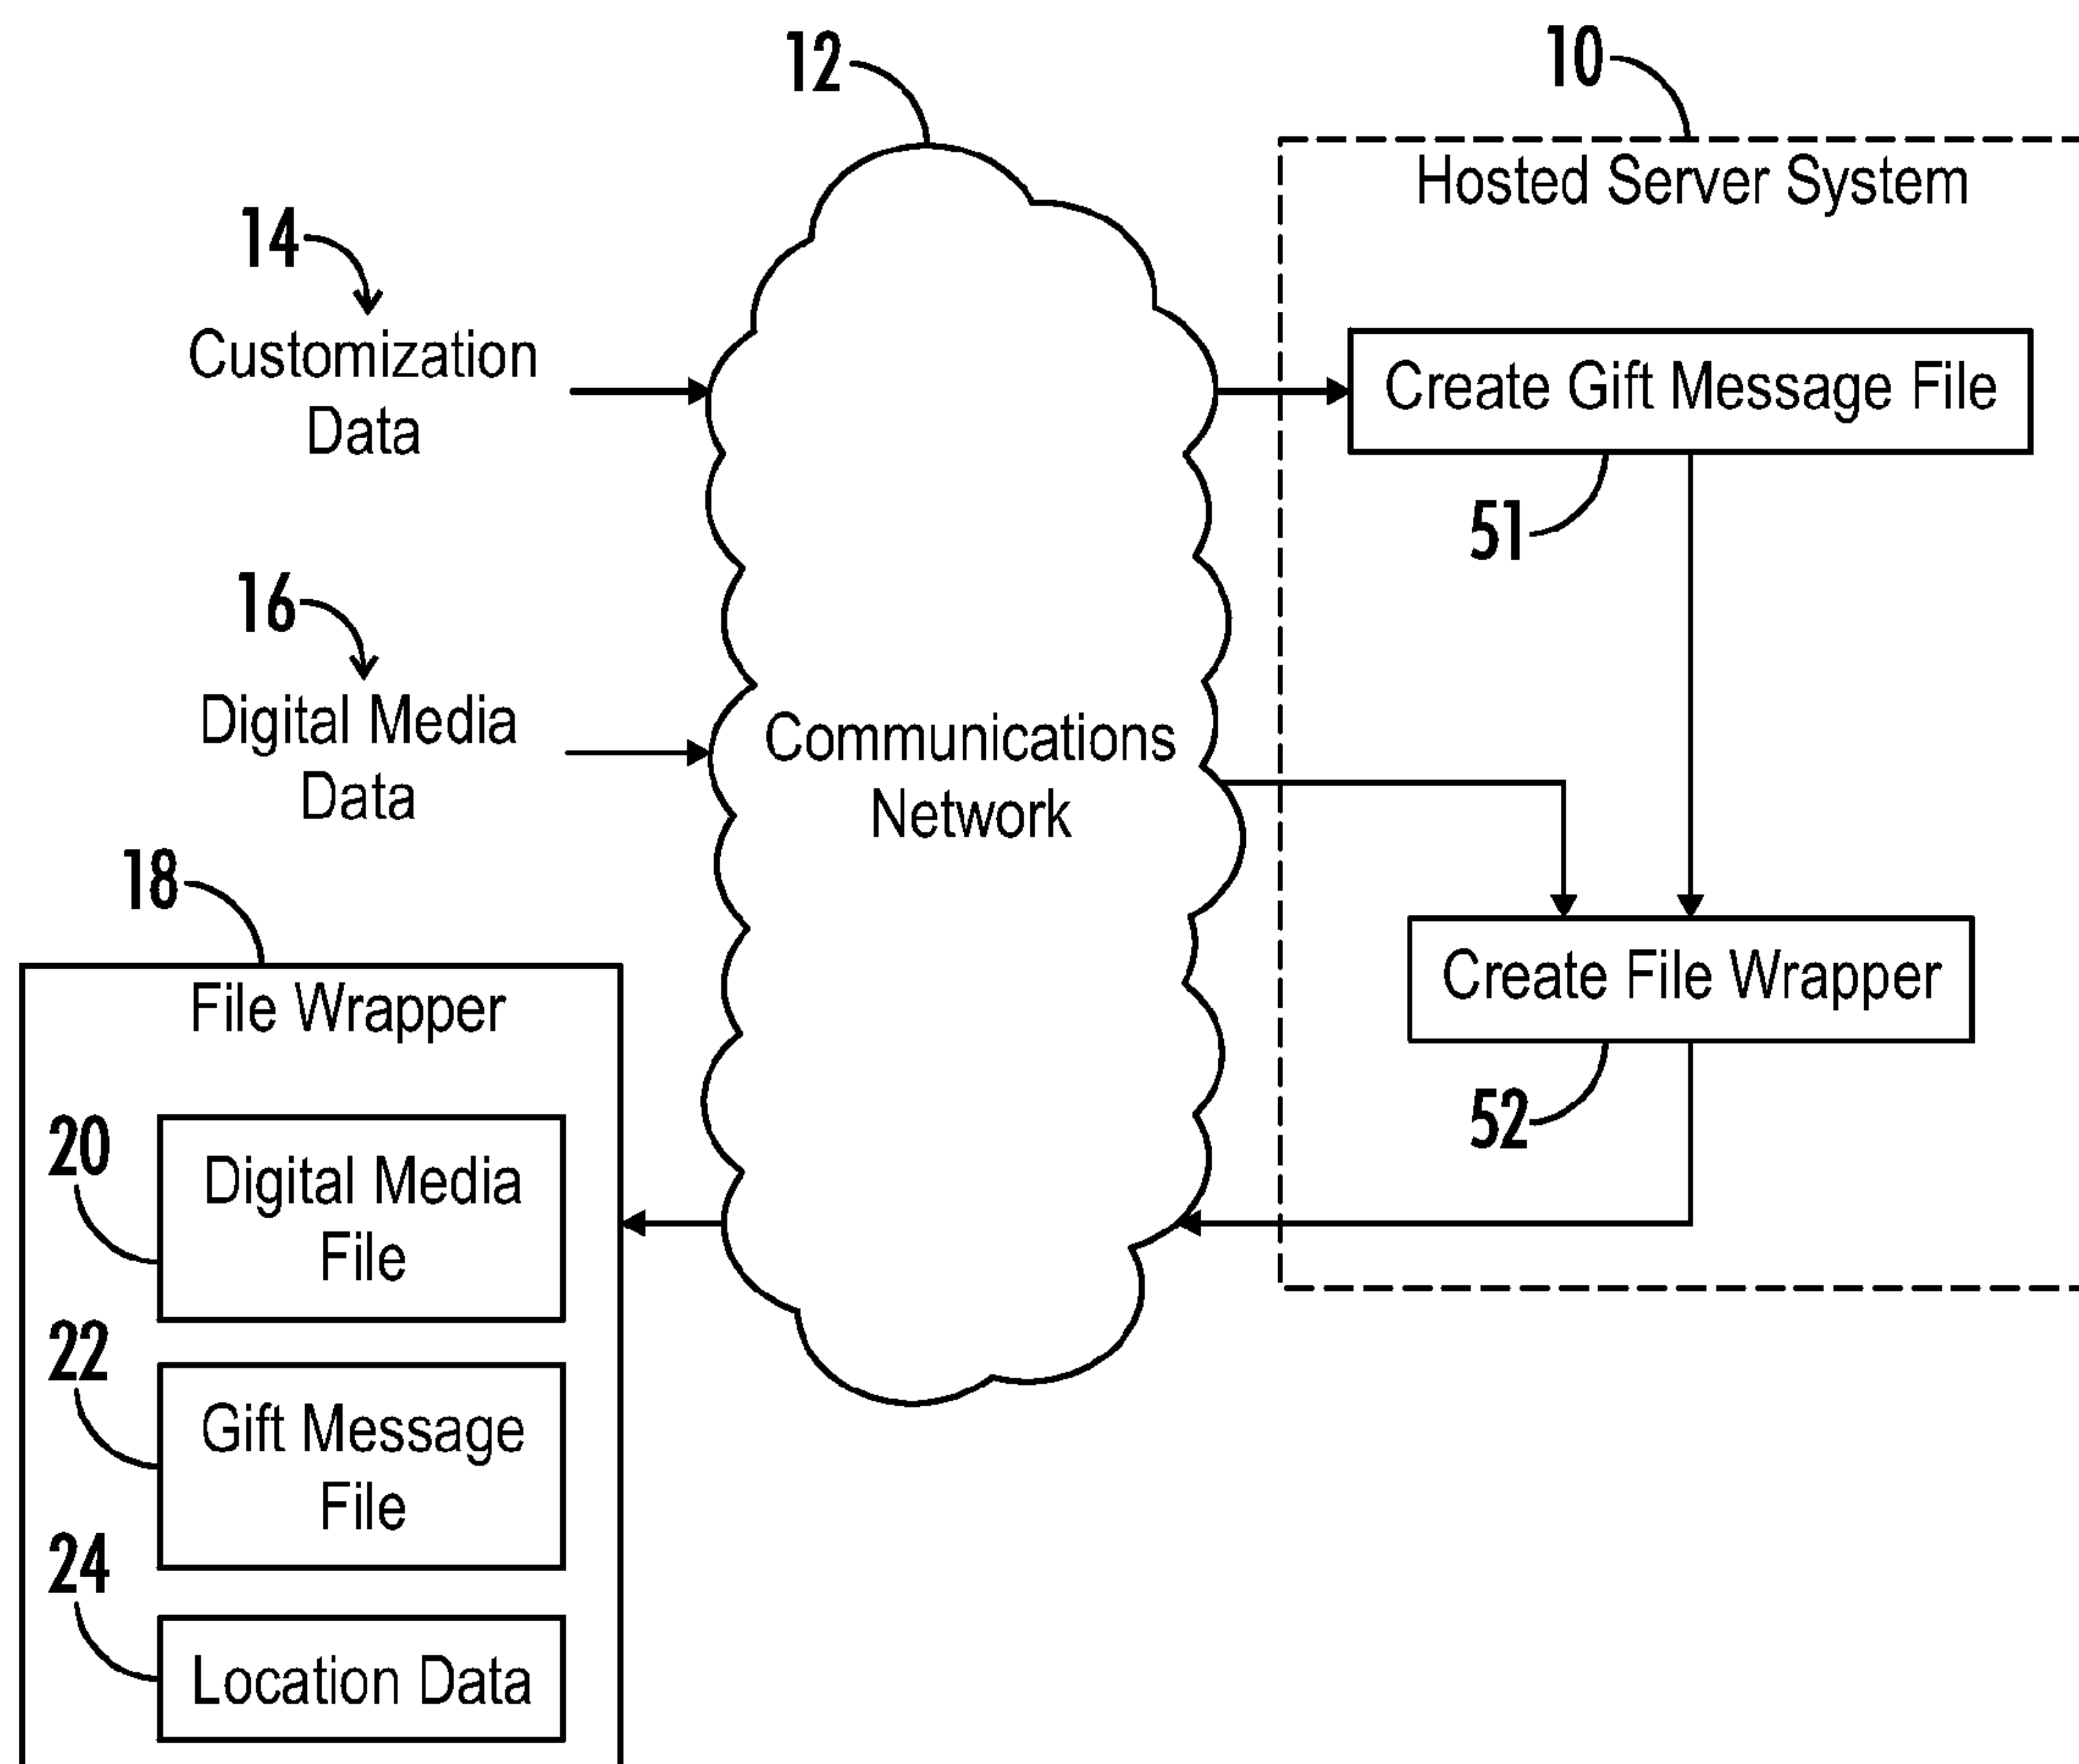 12
10
Hosted Server System
14
Customization
Data
Create Gift Message File
51
16
Digital Media
Data
Communications
Network
18
File Wrapper
Create File Wrapper
52
20
Digital Media
File
22
Gift Message
File
24
Location Data